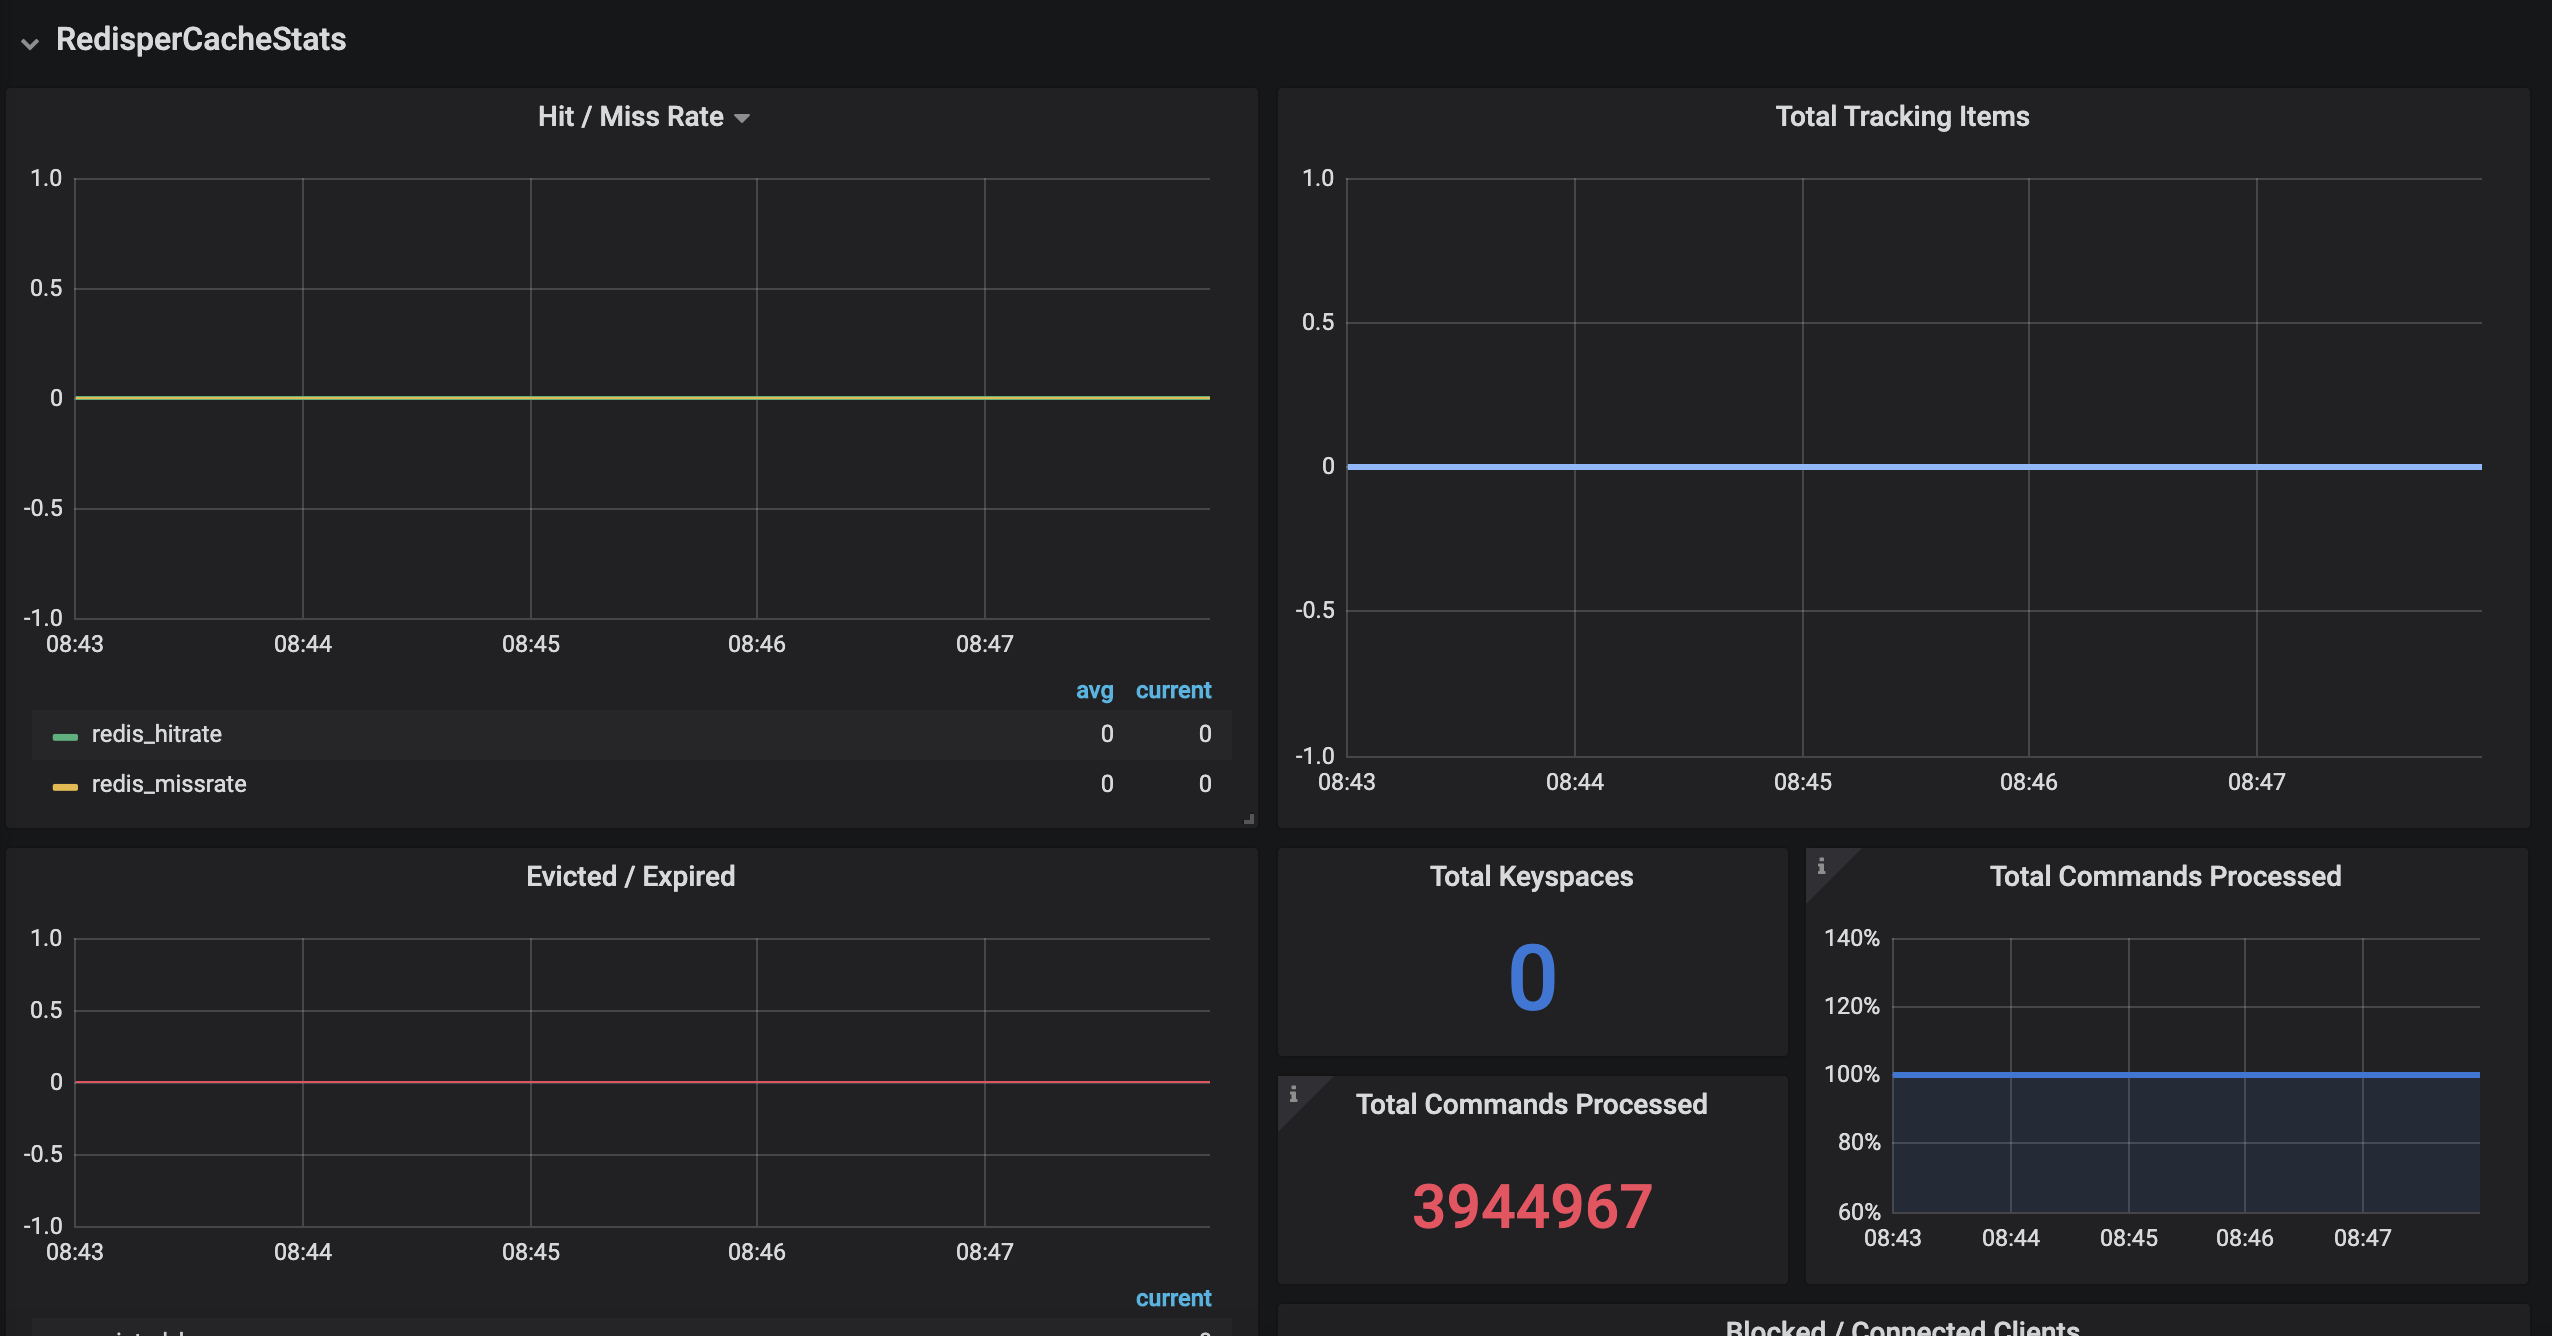 RedisperCacheStats
Hit / Miss Rate
1.0
0.5
0
-0.5
-1.0
08:43 08:44 08:45 08:46 08:47
avg current
redis_hitrate 0 0
redis_missrate 0 0
Total Tracking Items
1.0
0.5
0
-0.5
-1.0
08:43 08:44 08:45 08:46 08:47
Evicted / Expired
1.0
0.5
0
-0.5
-1.0
08:43 08:44 08:45 08:46 08:47
current
Total Keyspaces
0
Total Commands Processed
3944967
Total Commands Processed
140%
120%
100%
80%
60%
08:43 08:44 08:45 08:46 08:47
Blocked / Connected Clients